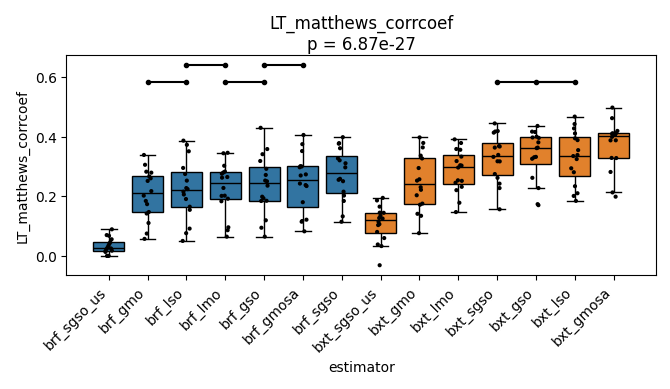 LT_matthews_corrcoef
p = 6.87e-27
LT_matthews_corrcoef
0.6
0.4
0.2
0.0
brf_sgso_us
brf_gmo
brf_lso
brf_lmo
brf_gso
brf_gmosa
brf_sgso
bxt_sgso_us
bxt_gmo
bxt_lmo
bxt_sgso
bxt_gso
bxt_lso
bxt_gmosa
estimator